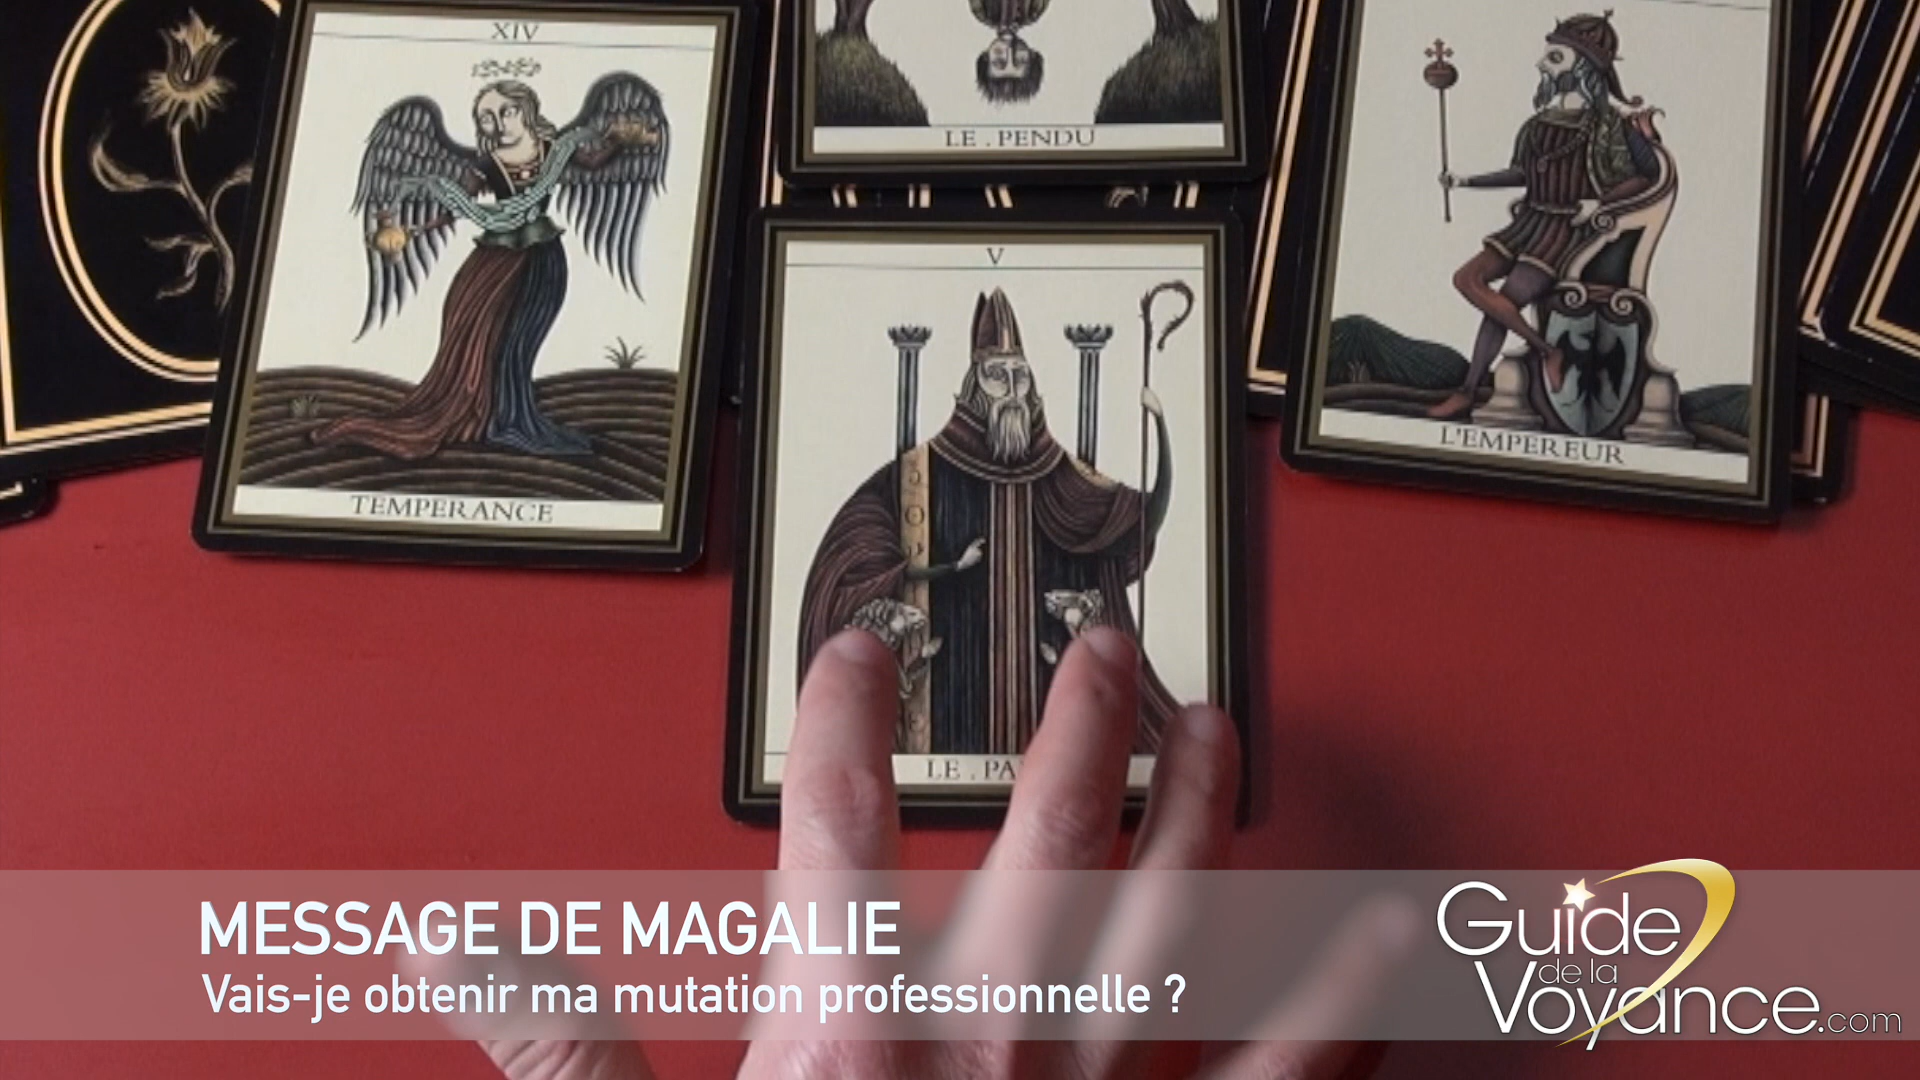 XIV
TEMPERANCE
LE . PENDU
L'EMPEREUR
V
LE .
MESSAGE DE MAGALIE
Vais-je obtenir ma mutation professionnelle ?
Guide
de la
Voyance.com